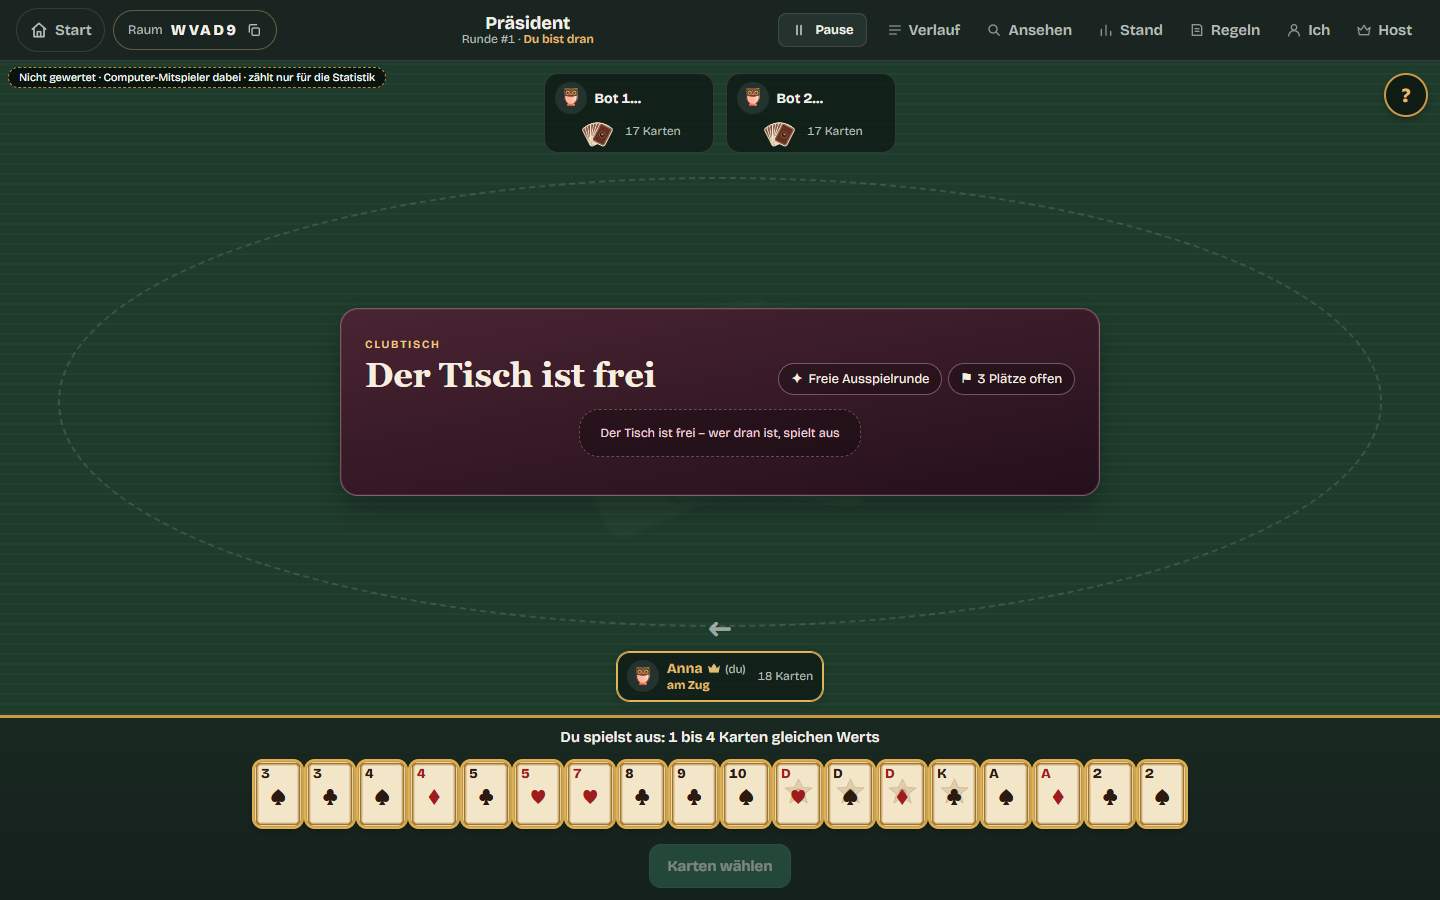 Start
Raum WVAD9
Präsident
Runde #1 · Du bist dran
Pause
Verlauf
Ansehen
Stand
Regeln
Ich
Host
Nicht gewertet · Computer-Mitspieler dabei · zählt nur für die Statistik
Bot 1...
17 Karten
Bot 2...
17 Karten
?
CLUBTISCH
Der Tisch ist frei
Freie Ausspielrunde
3 Plätze offen
Der Tisch ist frei – wer dran ist, spielt aus
Anna (du)
am Zug
18 Karten
Du spielst aus: 1 bis 4 Karten gleichen Werts
3 3 4 4 5 5 7 8 9 10 D D D K A A 2 2
Karten wählen